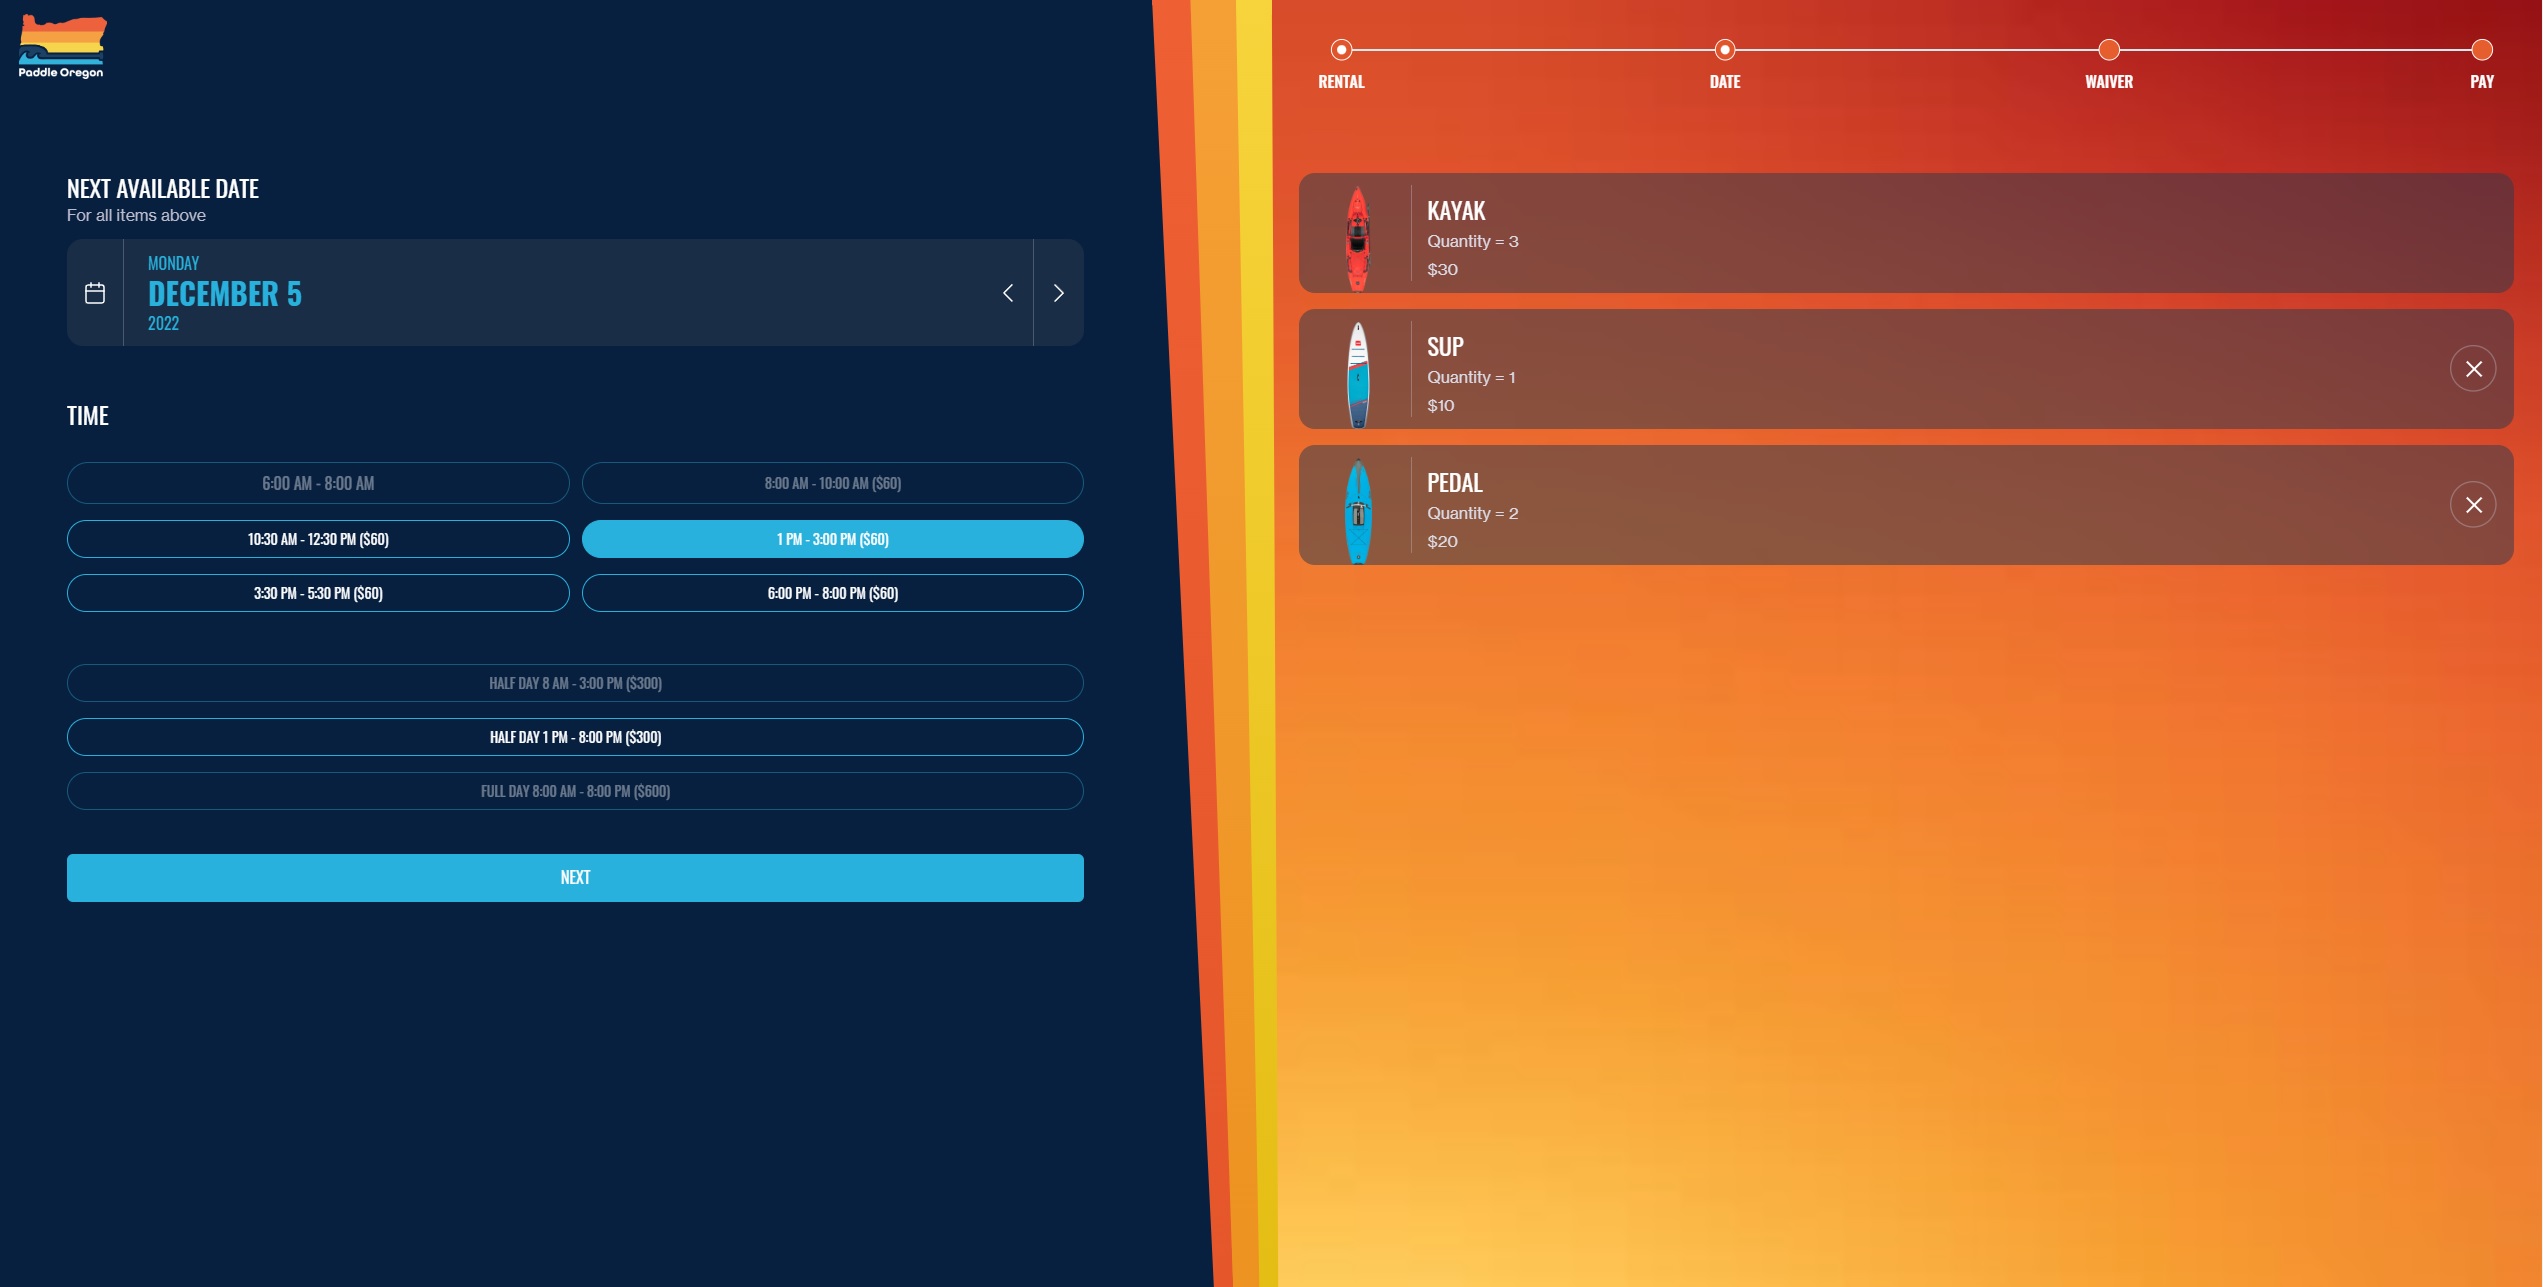 Paddle Oregon
RENTAL
DATE
WAIVER
PAY
NEXT AVAILABLE DATE
For all items above
MONDAY
DECEMBER 5
2022
TIME
6:00 AM - 8:00 AM
8:00 AM - 10:00 AM ($60)
10:30 AM - 12:30 PM ($60)
1 PM - 3:00 PM ($60)
3:30 PM - 5:30 PM ($60)
6:00 PM - 8:00 PM ($60)
HALF DAY 8 AM - 3:00 PM ($300)
HALF DAY 1 PM - 8:00 PM ($300)
FULL DAY 8:00 AM - 8:00 PM ($600)
NEXT
KAYAK
Quantity = 3
$30
SUP
Quantity = 1
$10
PEDAL
Quantity = 2
$20